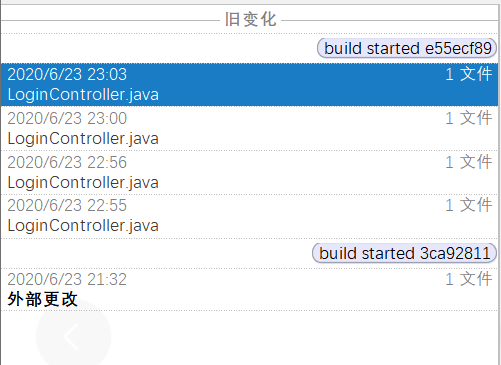 旧变化
build started e55ecf89
2020/6/23 23:03 1 文件
LoginController.java
2020/6/23 23:00 1 文件
LoginController.java
2020/6/23 22:56 1 文件
LoginController.java
2020/6/23 22:55 1 文件
LoginController.java
build started 3ca92811
2020/6/23 21:32 1 文件
外部更改